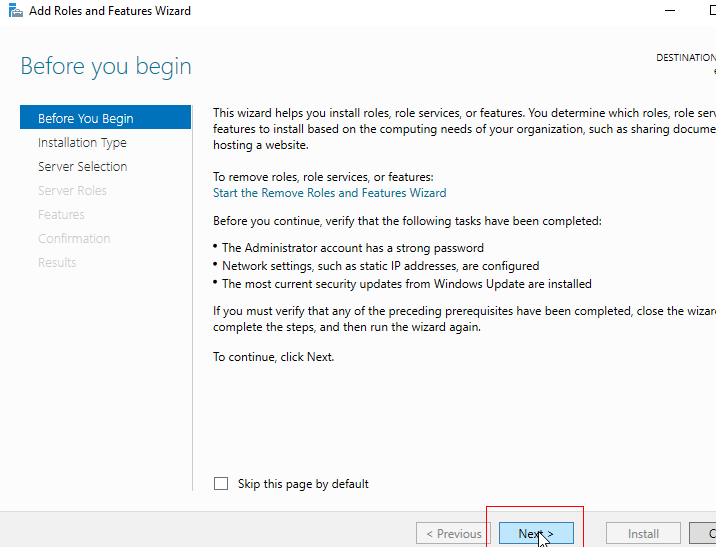 Add Roles and Features Wizard
Before you begin
DESTINATION
Before You Begin
Installation Type
Server Selection
Server Roles
Features
Confirmation
Results
This wizard helps you install roles, role services, or features. You determine which roles, role
features to install based on the computing needs of your organization, such as sharing
hosting a website.
To remove roles, role services, or features:
Start the Remove Roles and Features Wizard
Before you continue, verify that the following tasks have been completed:
• The Administrator account has a strong password
• Network settings, such as static IP addresses, are configured
• The most current security updates from Windows Update are installed
If you must verify that any of the preceding prerequisites have been completed, close the
complete the steps, and then run the wizard again.
To continue, click Next.
Skip this page by default
< Previous
Next >
Install